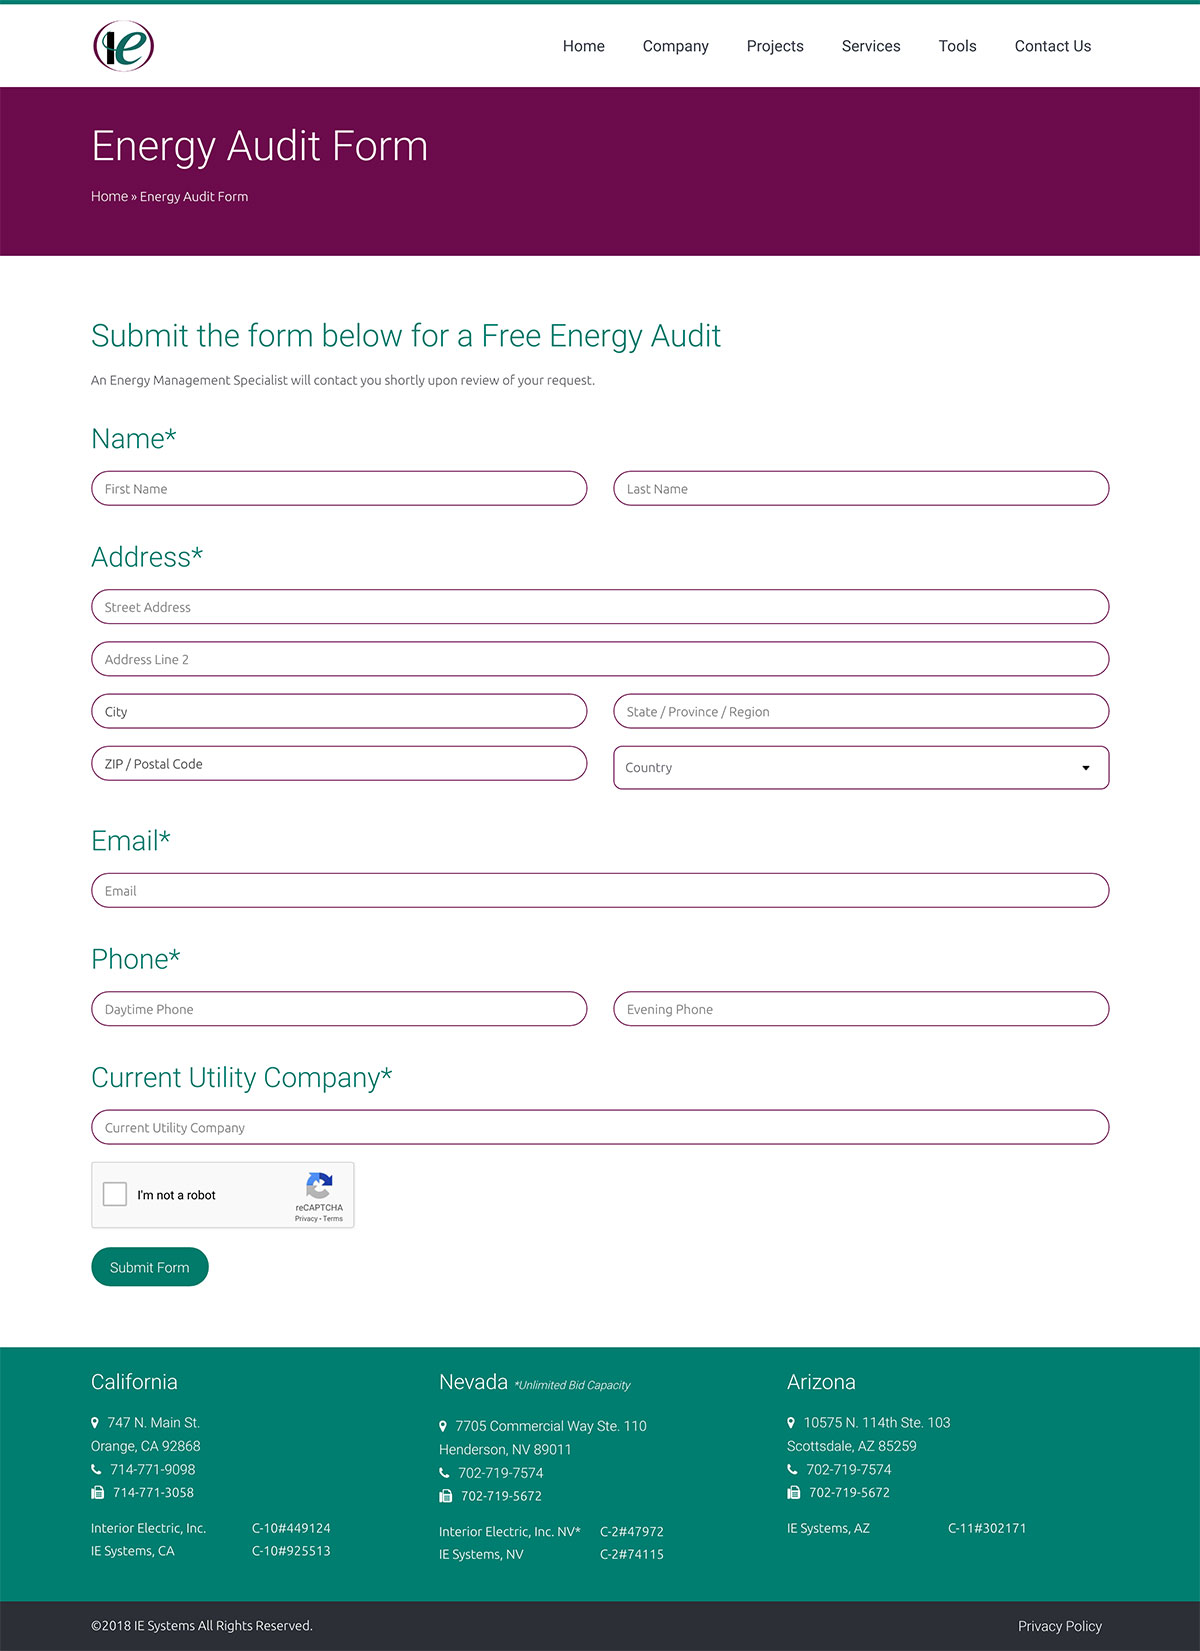 IE
Home Company Projects Services Tools Contact Us
Energy Audit Form
Home » Energy Audit Form
Submit the form below for a Free Energy Audit
An Energy Management Specialist will contact you shortly upon review of your request.
Name*
First Name Last Name
Address*
Street Address
Address Line 2
City State / Province / Region
ZIP / Postal Code Country
Email*
Email
Phone*
Daytime Phone Evening Phone
Current Utility Company*
Current Utility Company
I'm not a robot
reCAPTCHA
Privacy - Terms
Submit Form
California
747 N. Main St.
Orange, CA 92868
714-771-9098
714-771-3058
Interior Electric, Inc. C-10#449124
IE Systems, CA C-10#925513
Nevada *Unlimited Bid Capacity
7705 Commercial Way Ste. 110
Henderson, NV 89011
702-719-7574
702-719-5672
Interior Electric, Inc. NV* C-2#47972
IE Systems, NV C-2#74115
Arizona
10575 N. 114th Ste. 103
Scottsdale, AZ 85259
702-719-7574
702-719-5672
IE Systems, AZ C-11#302171
©2018 IE Systems All Rights Reserved. Privacy Policy